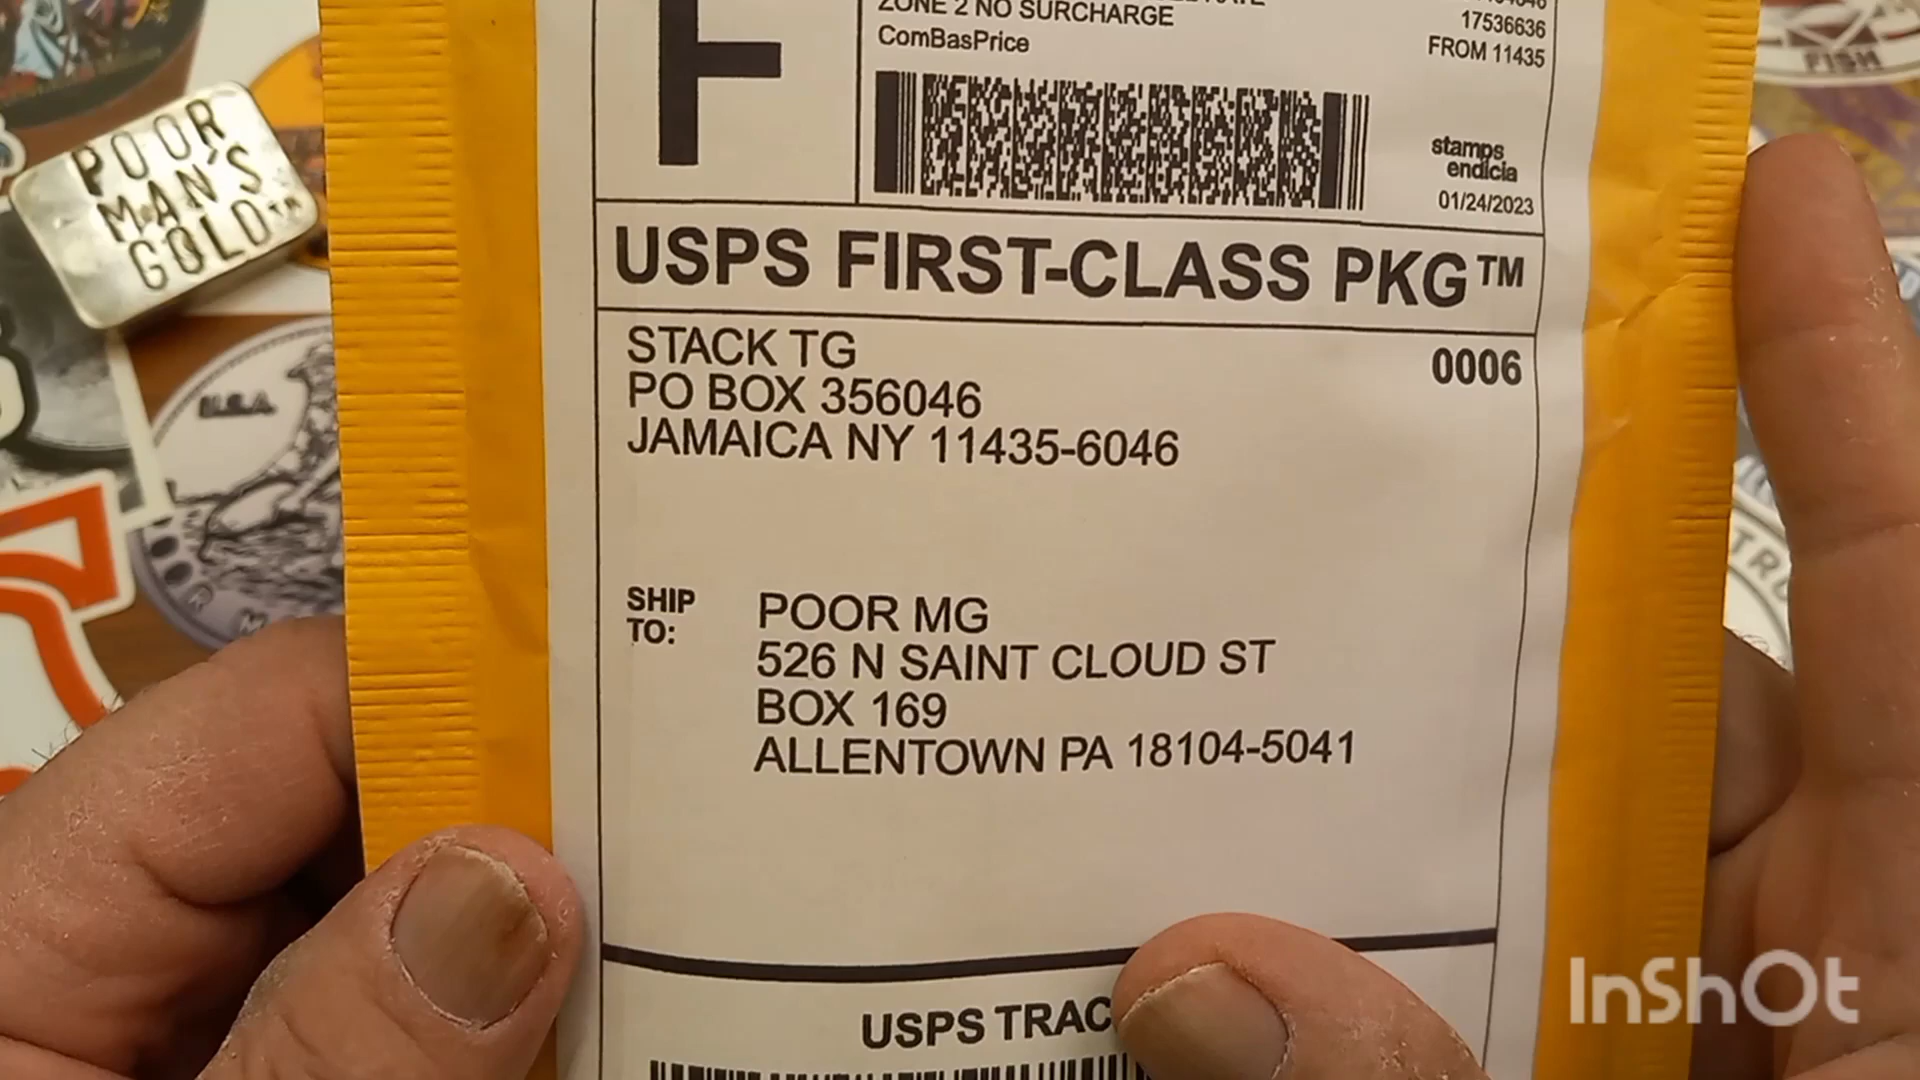 ZONE 2 NO SURCHARGE
ComBasPrice
17536636
FROM 11435
F
stamps
endicia
01/24/2023
USPS FIRST-CLASS PKG™
STACK TG
PO BOX 356046
JAMAICA NY 11435-6046
0006
SHIP
TO:
POOR MG
526 N SAINT CLOUD ST
BOX 169
ALLENTOWN PA 18104-5041
USPS TRAC
POOR
MAN'S
GOLD™
U.S.A.
FISH
InShOt